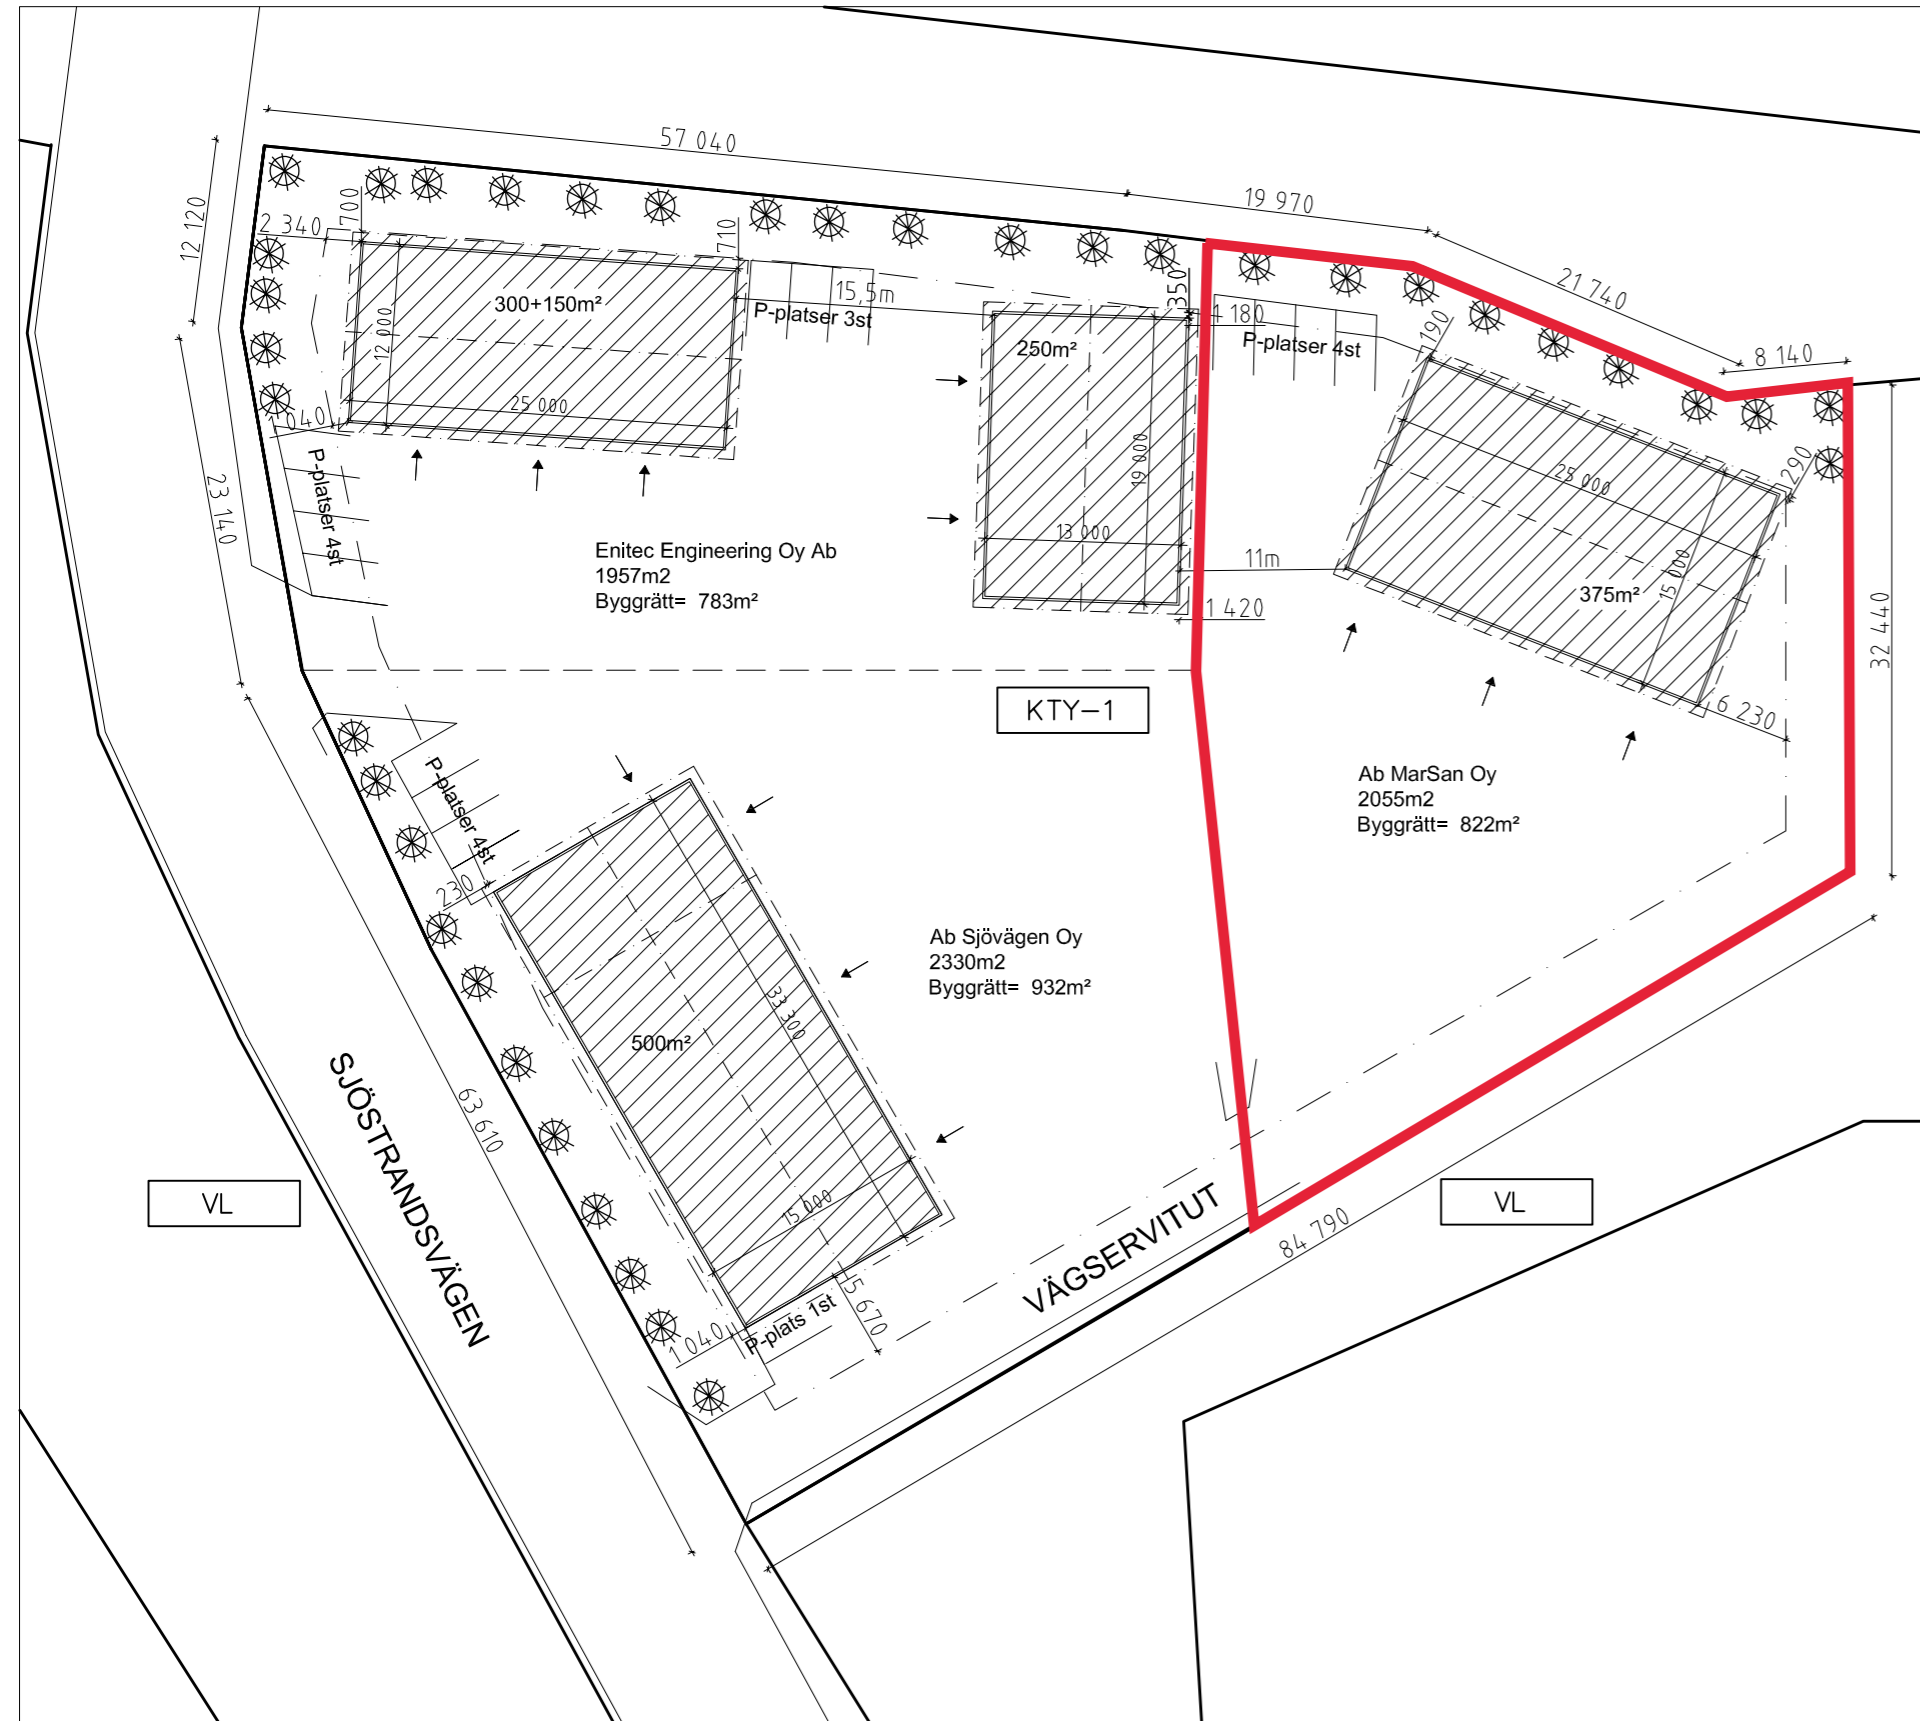 57 040
19 970
12 120
21 740
8 140
2 340
700
710
350
180
190
290
300+150m²
12 000
25 000
15,5m
P-platser 3st
250m²
19 000
13 000
P-platser 4st
25 000
15 000
375m²
040
P-platser 4st
23 140
Enitec Engineering Oy Ab
1957m2
Byggrätt= 783m²
11m
1 420
32 440
6 230
KTY-1
Ab MarSan Oy
2055m2
Byggrätt= 822m²
P-platser 4st
230
Ab Sjövägen Oy
2330m2
Byggrätt= 932m²
33 300
500m²
63 610
15 000
SJÖSTRANDSVÄGEN
VL
VL
VÄGSERVITUT
84 790
5 670
1 040
P-plats 1st